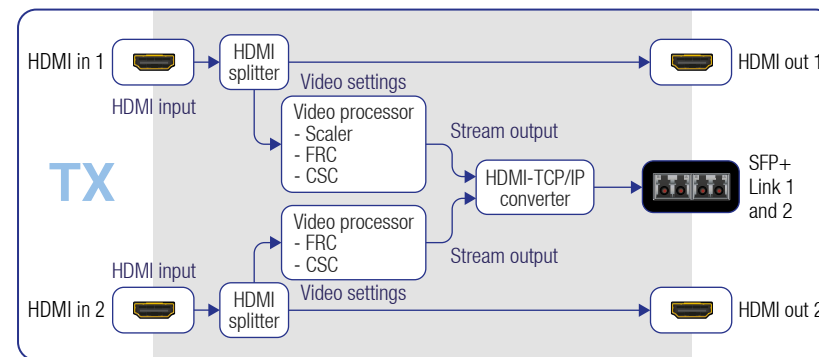 HDMI in 1
HDMI
splitter
HDMI out 1
HDMI input
Video settings
Video processor
- Scaler
- FRC
- CSC
Stream output
TX
HDMI-TCP/IP
converter
SFP+
Link 1
and 2
Video processor
- FRC
- CSC
Stream output
HDMI input
HDMI in 2
HDMI
splitter
Video settings
HDMI out 2